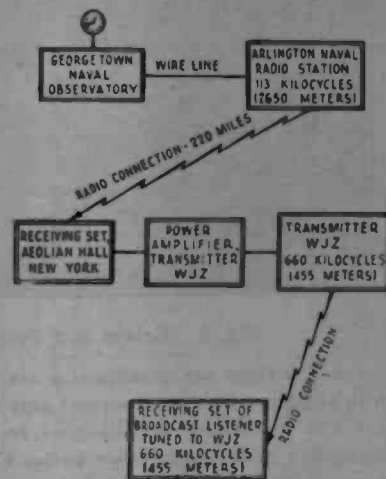 GEORGETOWN
NAVAL
OBSERVATORY
WIRE LINE
ARLINGTON NAVAL
RADIO STATION
113 KILOCYCLES
(2650 METERS)
RADIO CONNECTION - 220 MILES
RECEIVING SET,
AEOLIAN HALL
NEW YORK
POWER
AMPLIFIER,
TRANSMITTER
WJZ
TRANSMITTER
WJZ
660 KILOCYCLES
(455 METERS)
RADIO CONNECTION
RECEIVING SET OF
BROADCAST LISTENER
TUNED TO WJZ
660 KILOCYCLES
(455 METERS)